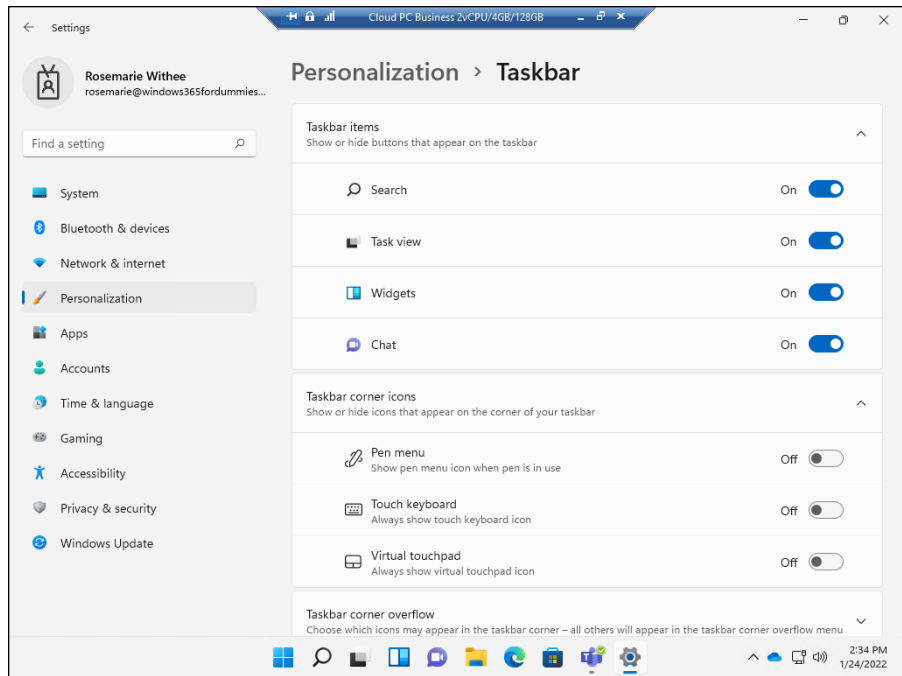 Cloud PC Business 2vCPU/4GB/128GB
Settings
Rosemarie Withee
rosemarie@windows365fordummies...
Find a setting
System
Bluetooth & devices
Network & internet
Personalization
Apps
Accounts
Time & language
Gaming
Accessibility
Privacy & security
Windows Update
Personalization > Taskbar
Taskbar items
Show or hide buttons that appear on the taskbar
Search On
Task view On
Widgets On
Chat On
Taskbar corner icons
Show or hide icons that appear on the corner of your taskbar
Pen menu
Show pen menu icon when pen is in use
Off
Touch keyboard
Always show touch keyboard icon
Off
Virtual touchpad
Always show virtual touchpad icon
Off
Taskbar corner overflow
Choose which icons may appear in the taskbar corner – all others will appear in the taskbar corner overflow menu
2:34 PM
1/24/2022